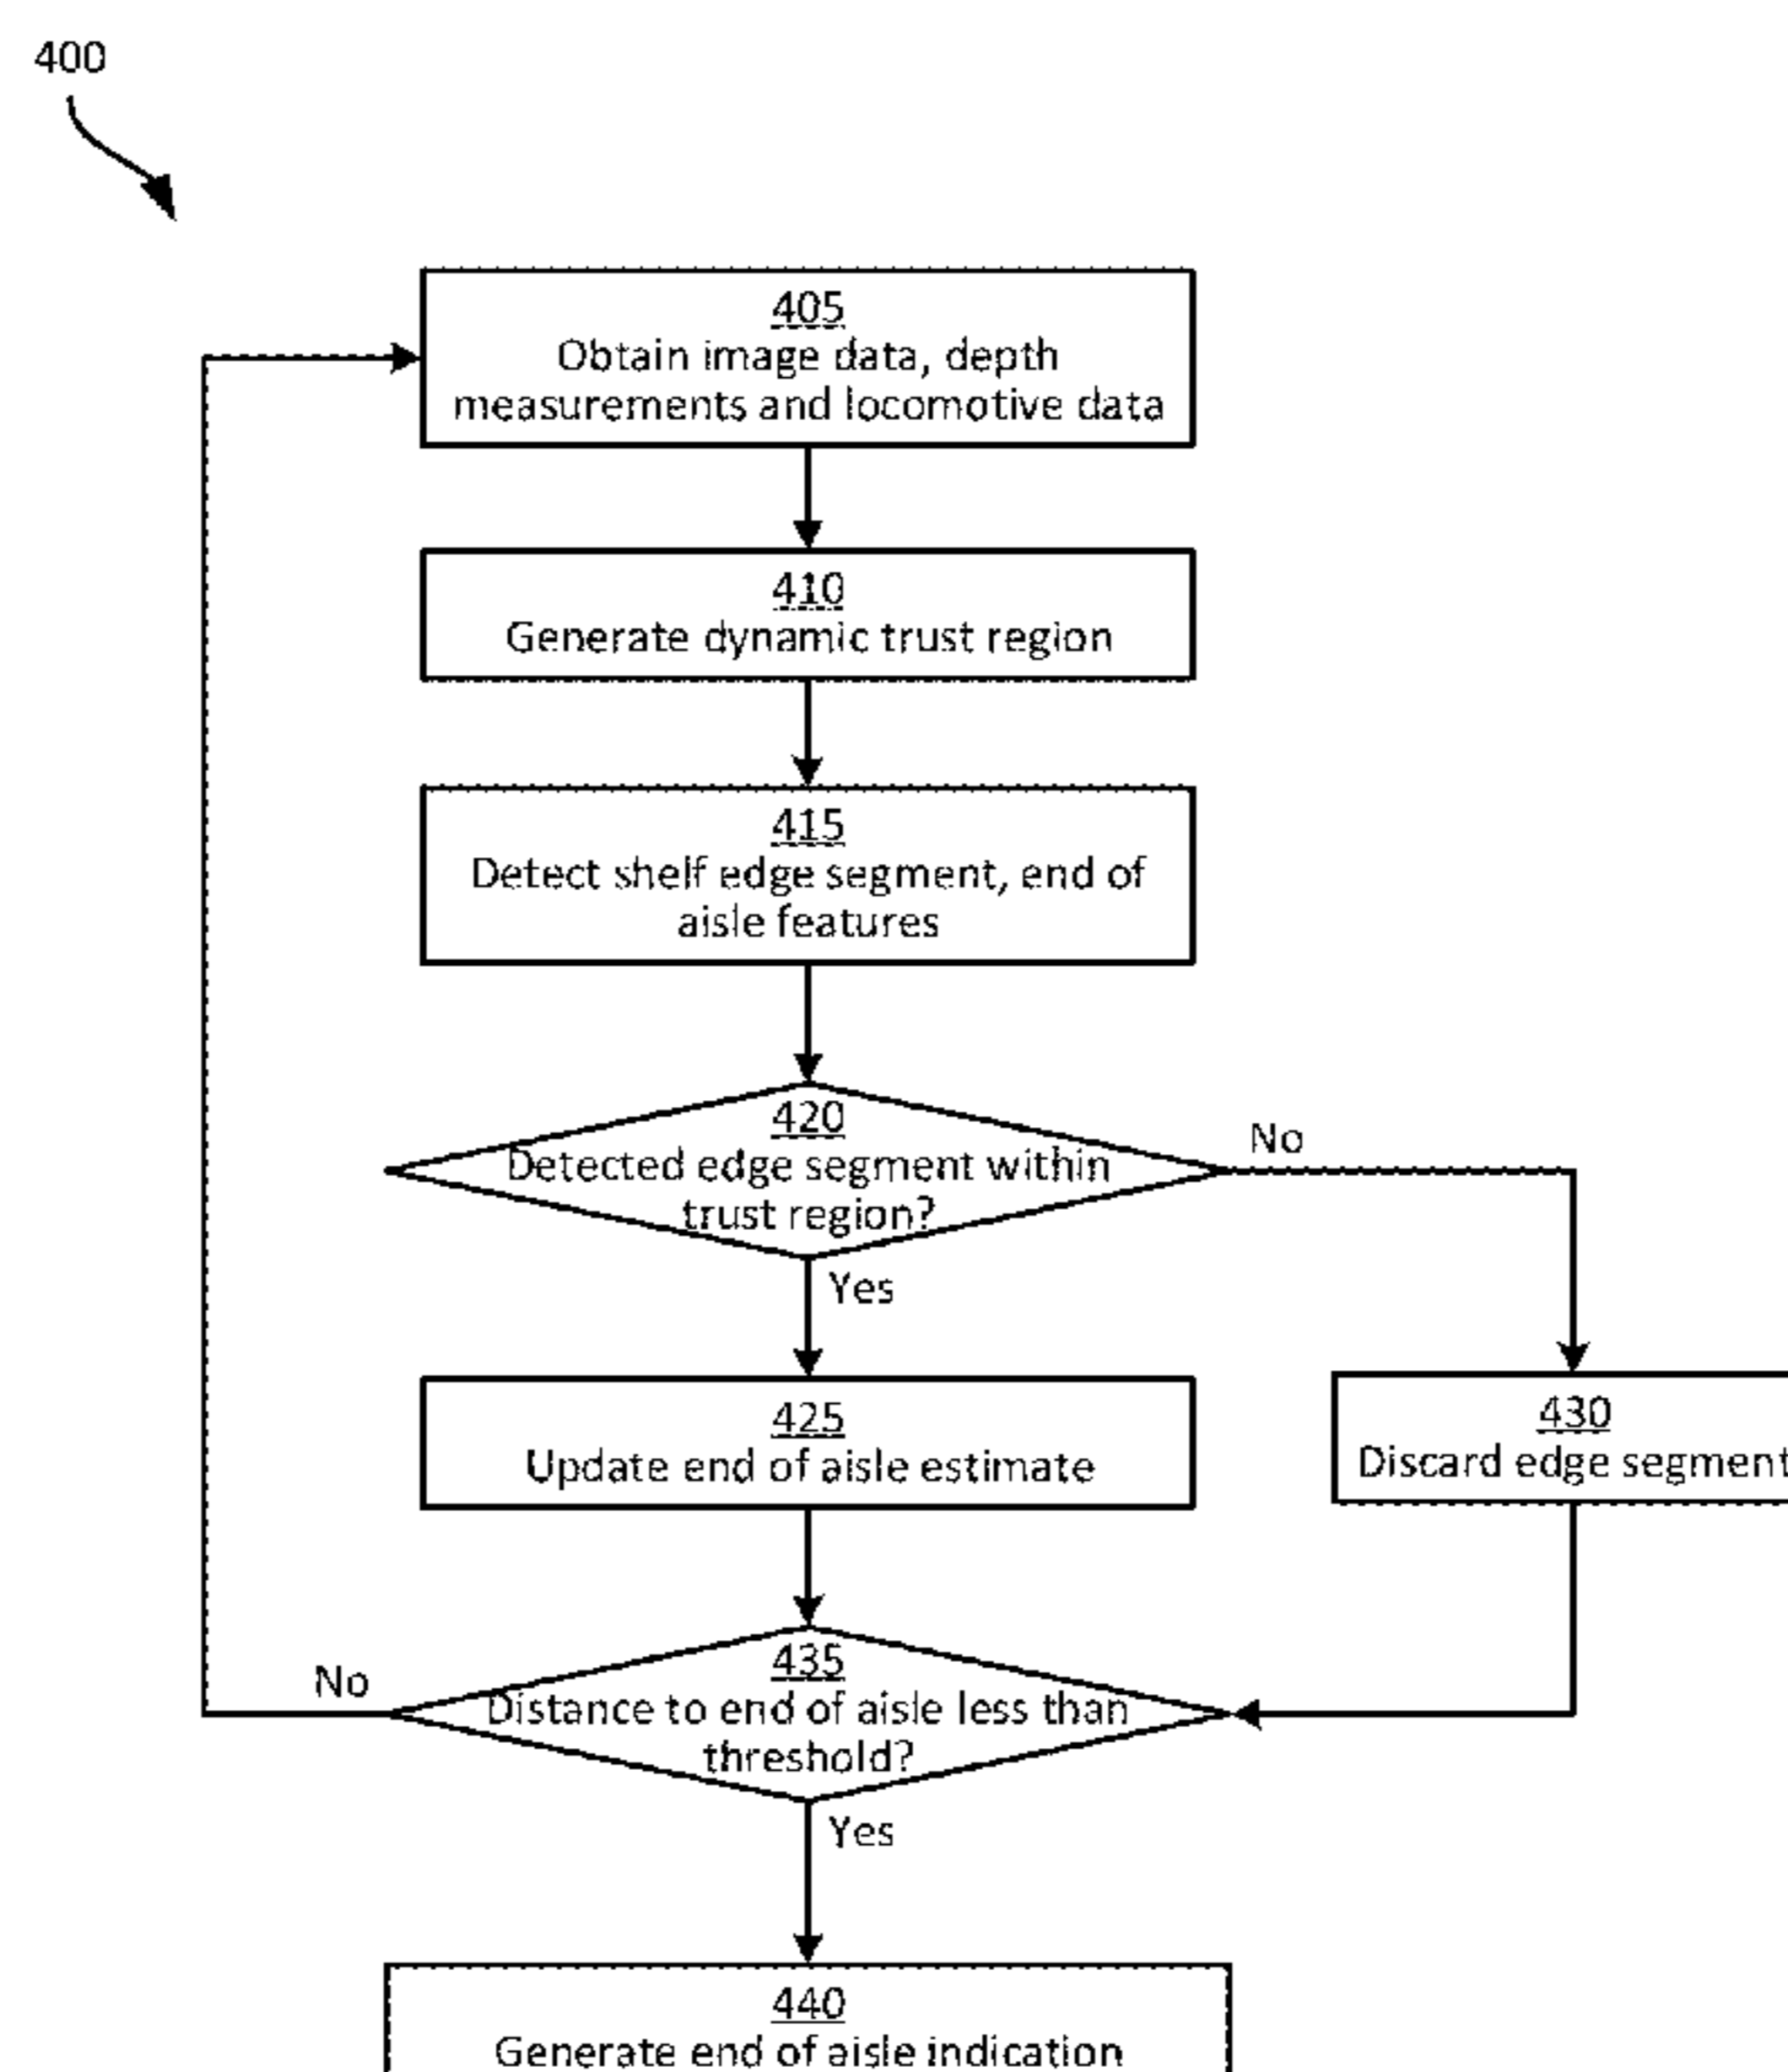 400
405
Obtain image data, depth
measurements and locomotive data
410
Generate dynamic trust region
415
Detect shelf edge segment, end of
aisle features
420
Detected edge segment within
trust region?
No
Yes
425
Update end of aisle estimate
430
Discard edge segment
435
Distance to end of aisle less than
threshold?
No
Yes
440
Generate end of aisle indication